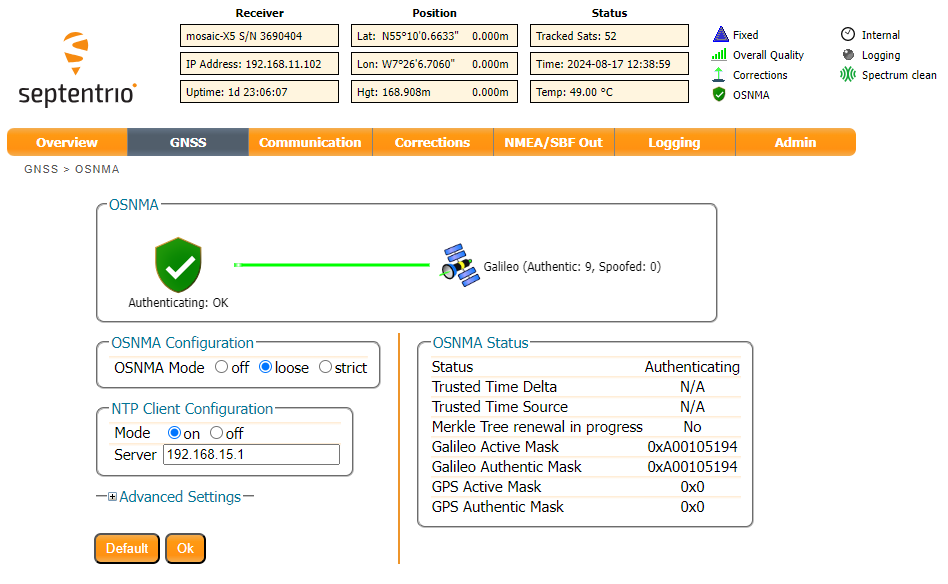 septentrio
Receiver
mosaic-X5 S/N 3690404
IP Address: 192.168.11.102
Uptime: 1d 23:06:07
Position
Lat: N55°10'0.6633" 0.000m
Lon: W7°26'6.7060" 0.000m
Hgt: 168.908m 0.000m
Status
Tracked Sats: 52
Time: 2024-08-17 12:38:59
Temp: 49.00 °C
Fixed
Overall Quality
Corrections
OSNMA
Internal
Logging
Spectrum clean
Overview GNSS Communication Corrections NMEA/SBF Out Logging Admin
GNSS > OSNMA
OSNMA
Authenticating: OK
Galileo (Authentic: 9, Spoofed: 0)
OSNMA Configuration
OSNMA Mode off loose strict
NTP Client Configuration
Mode on off
Server 192.168.15.1
Advanced Settings
Default Ok
OSNMA Status
Status Authenticating
Trusted Time Delta N/A
Trusted Time Source N/A
Merkle Tree renewal in progress No
Galileo Active Mask 0xA00105194
Galileo Authentic Mask 0xA00105194
GPS Active Mask 0x0
GPS Authentic Mask 0x0